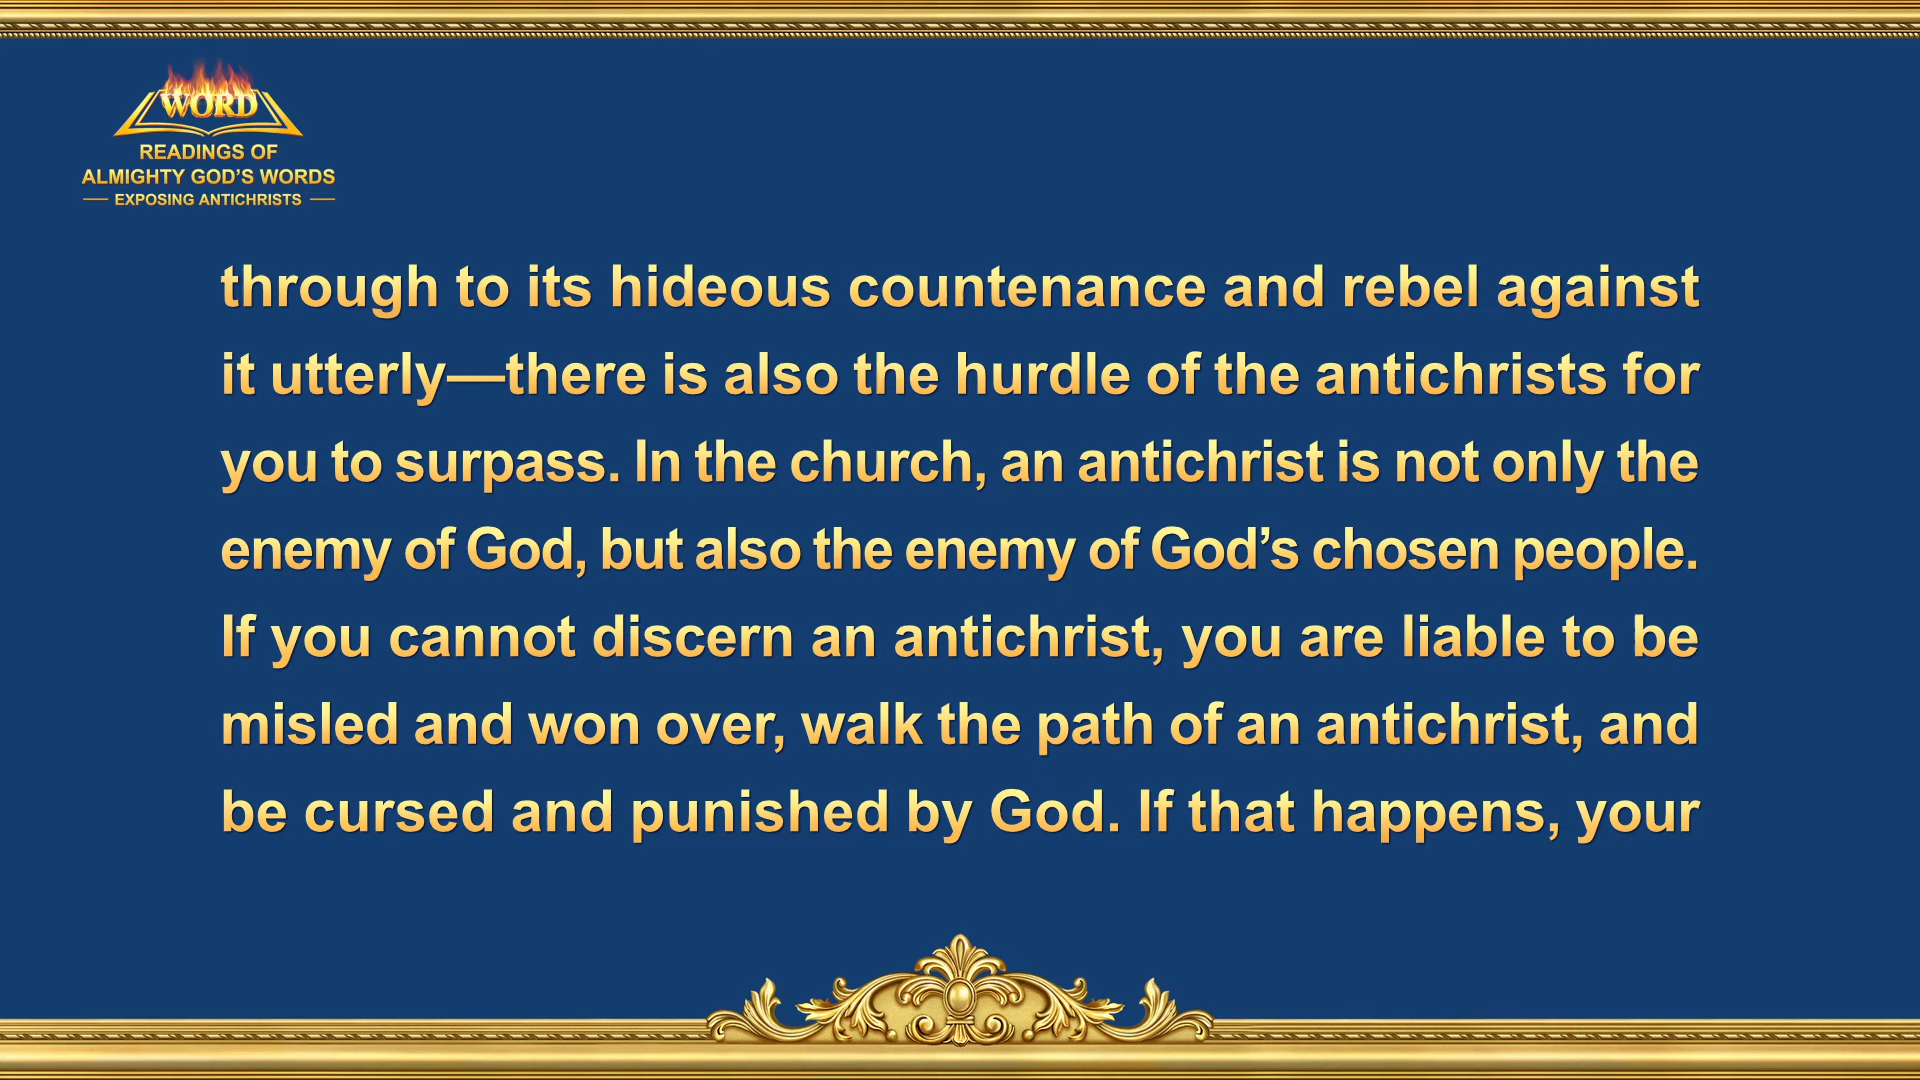 WORD
READINGS OF
ALMIGHTY GOD'S WORDS
EXPOSING ANTICHRISTS
through to its hideous countenance and rebel against
it utterly—there is also the hurdle of the antichrists for
you to surpass. In the church, an antichrist is not only the
enemy of God, but also the enemy of God’s chosen people.
If you cannot discern an antichrist, you are liable to be
misled and won over, walk the path of an antichrist, and
be cursed and punished by God. If that happens, your